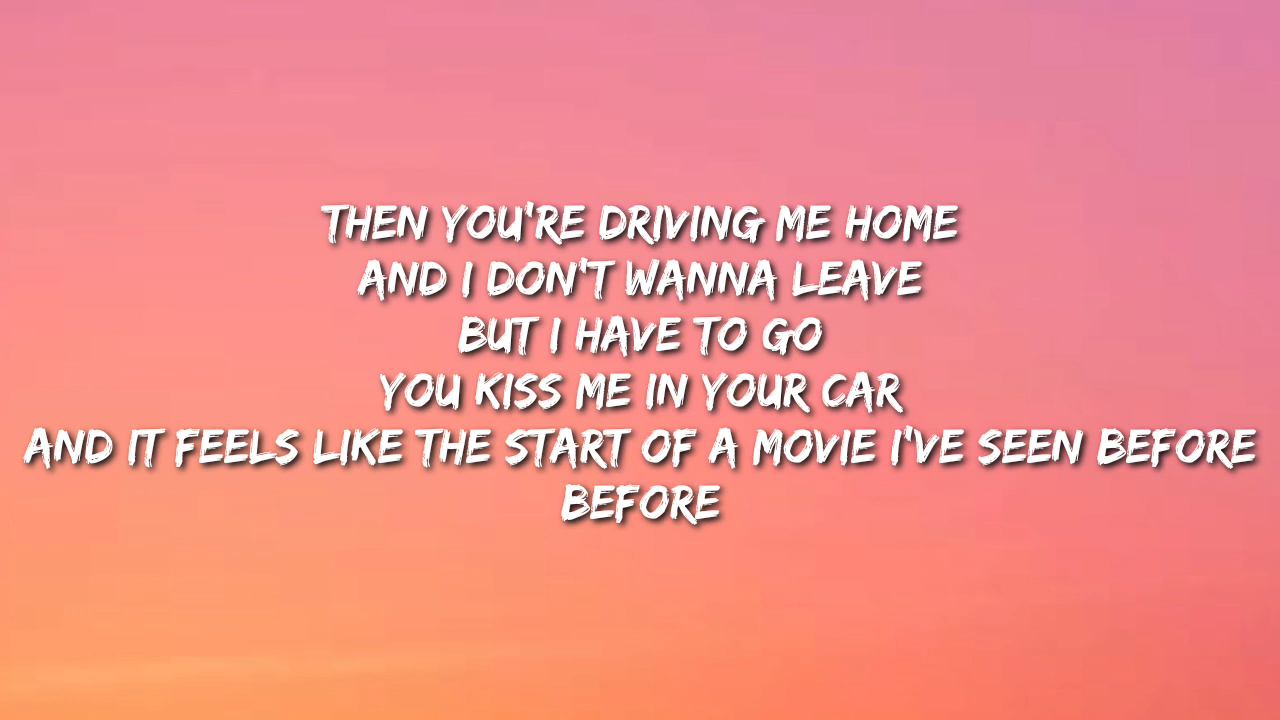 THEN YOU'RE DRIVING ME HOME
AND I DON'T WANNA LEAVE
BUT I HAVE TO GO
YOU KISS ME IN YOUR CAR
AND IT FEELS LIKE THE START OF A MOVIE I'VE SEEN BEFORE
BEFORE